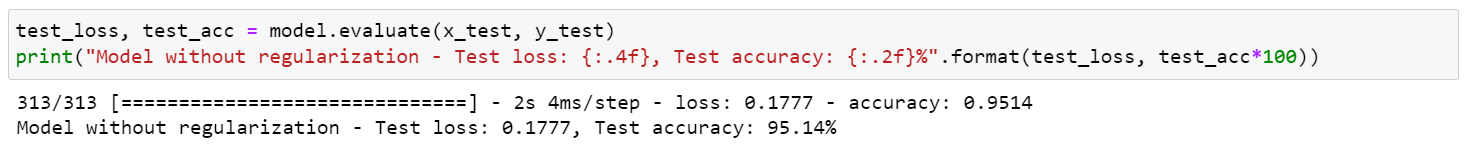 test_loss, test_acc = model.evaluate(x_test, y_test)
print("Model without regularization - Test loss: {:.4f}, Test accuracy: {:.2f}%".format(test_loss, test_acc*100))
313/313 [==============================] - 2s 4ms/step - loss: 0.1777 - accuracy: 0.9514
Model without regularization - Test loss: 0.1777, Test accuracy: 95.14%